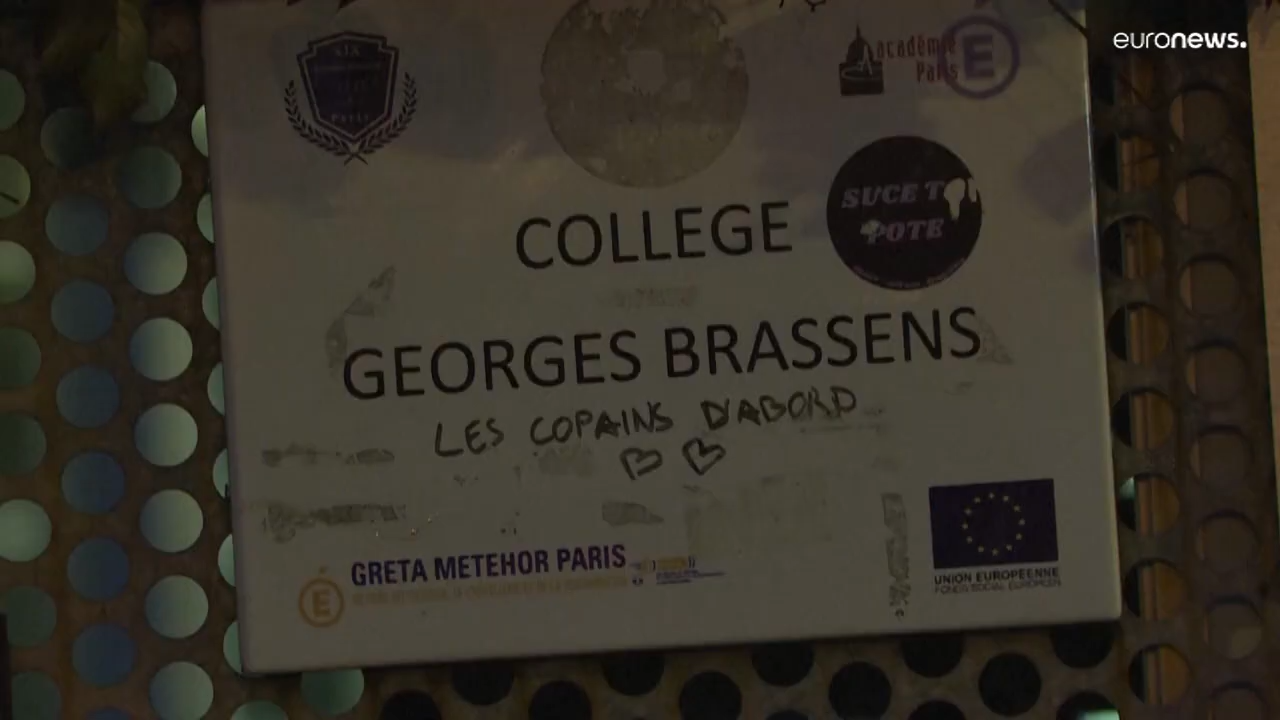 euronews.
académie
Paris
É
Paris
SUCE TON
POTE
COLLEGE
GEORGES BRASSENS
LES COPAINS D'ABORD
GRETA METEHOR PARIS
É
UNION EUROPÉENNE
FONDS SOCIAL EUROPÉEN